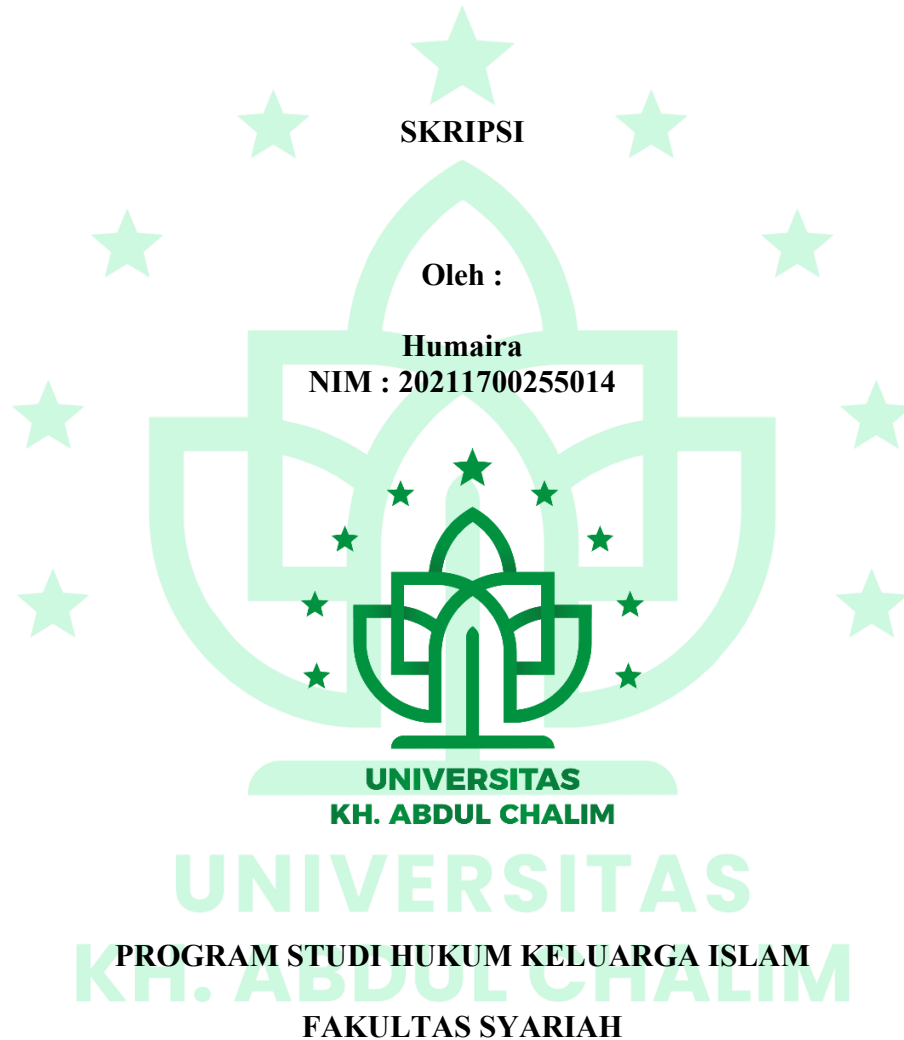 SKRIPSI
Oleh :
Humaira
NIM : 20211700255014
UNIVERSITAS
KH. ABDUL CHALIM
UNIVERSITAS
KH. ABDUL CHALIM
PROGRAM STUDI HUKUM KELUARGA ISLAM
FAKULTAS SYARIAH